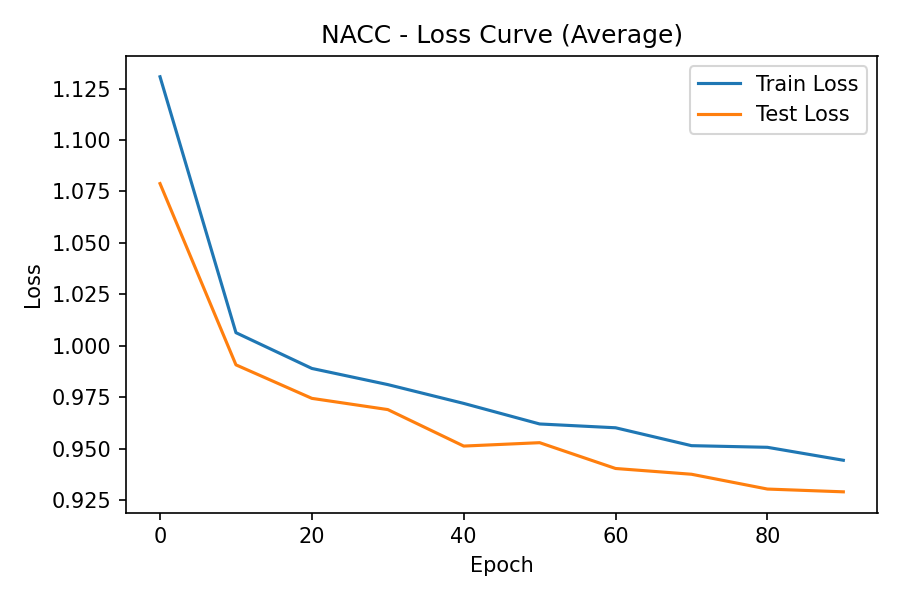 NACC - Loss Curve (Average)
Train Loss
Test Loss
1.125
1.100
1.075
1.050
1.025
1.000
0.975
0.950
0.925
Loss
0 20 40 60 80
Epoch